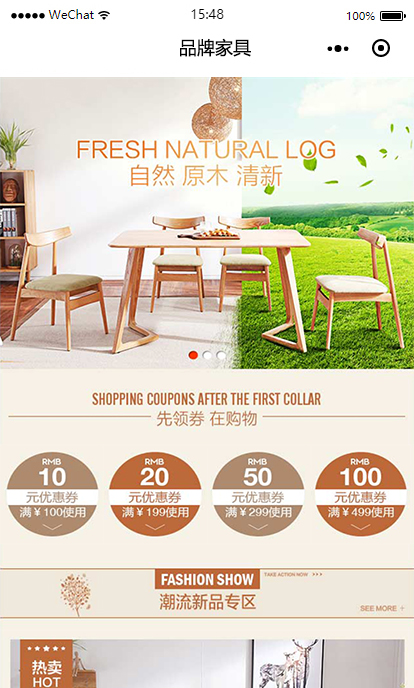 WeChat 15:48 100%
品牌家具
FRESH NATURAL LOG
自然 原木 清新
SHOPPING COUPONS AFTER THE FIRST COLLAR
先领券 在购物
RMB RMB RMB RMB
10 20 50 100
元优惠券 元优惠券 元优惠券 元优惠券
满￥100使用 满￥199使用 满￥299使用 满￥499使用
FASHION SHOW TAKE ACTION NOW >>>
潮流新品专区
SEE MORE +
热卖
HOT